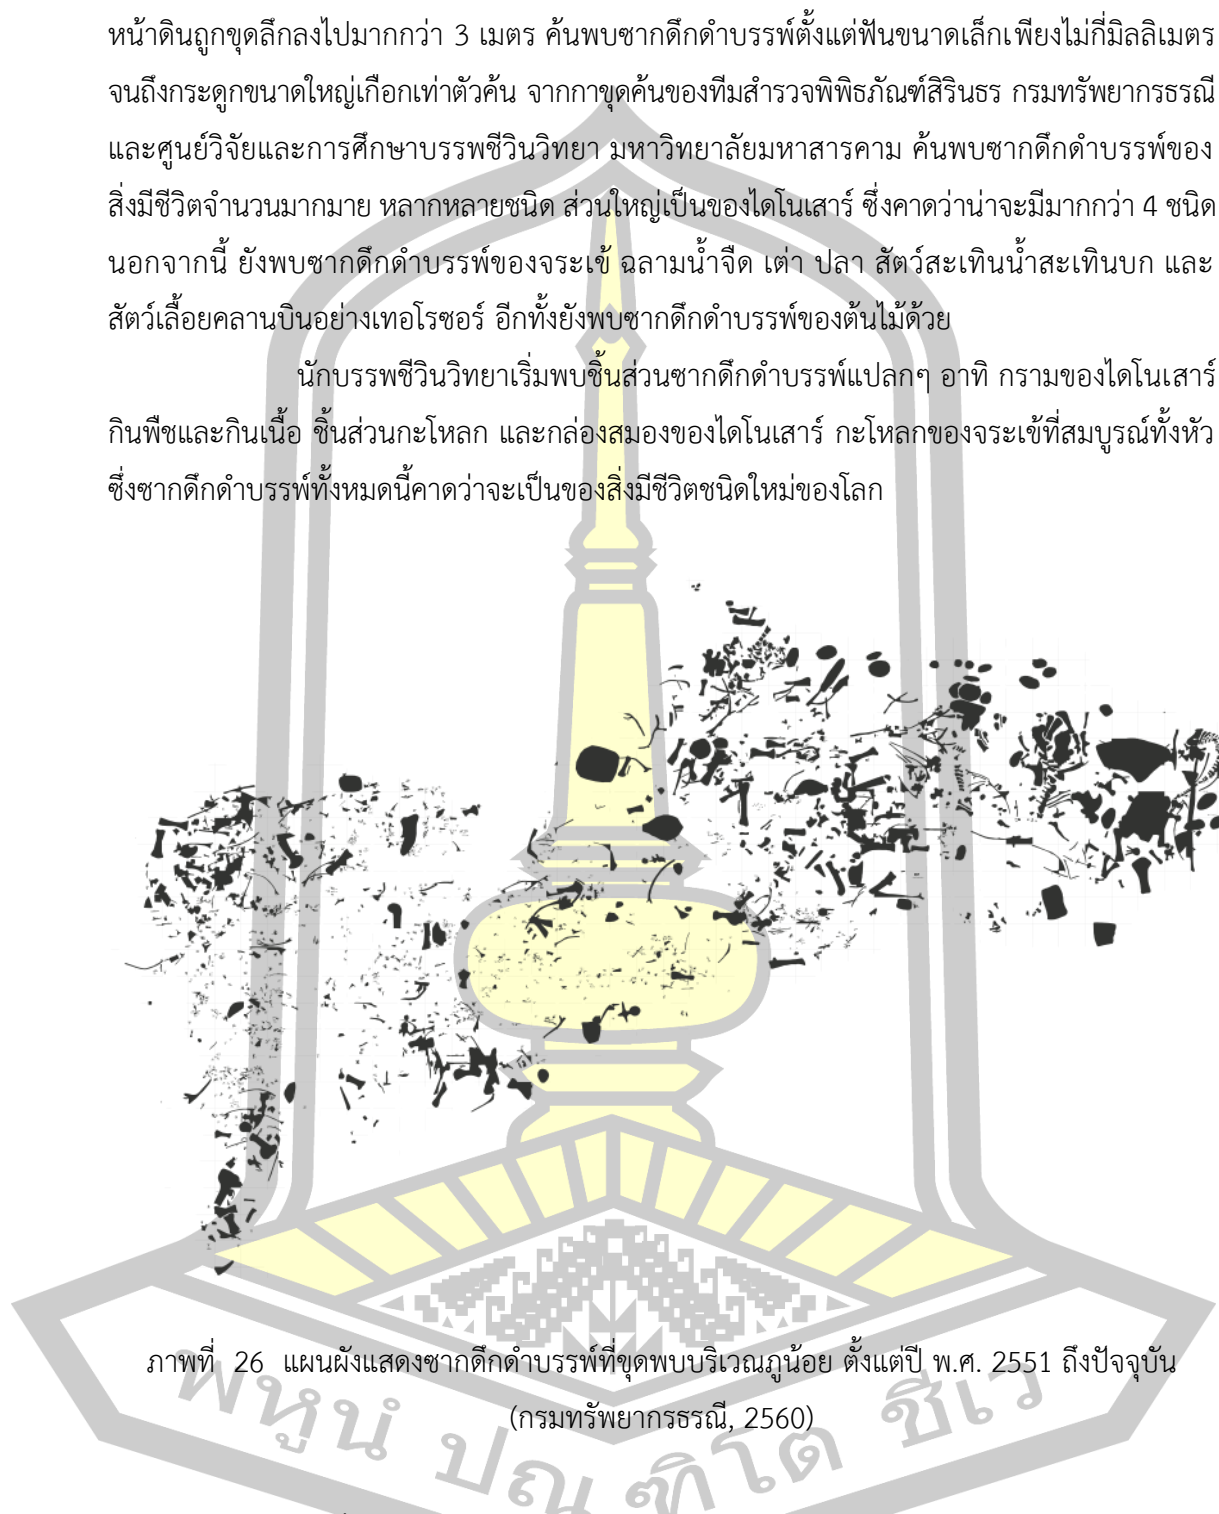 หน้าดินถูกขุดลึกลงไปมากกว่า 3 เมตร ค้นพบซากดึกดำบรรพ์ตั้งแต่ฟันขนาดเล็กเพียงไม่กี่มิลลิเมตร
จนถึงกระดูกขนาดใหญ่เกือกเท่าตัวค้น จากกาขุดค้นของทีมสำรวจพิพิธภัณฑ์สิรินธร กรมทรัพยากรธรณี
และศูนย์วิจัยและการศึกษาบรรพชีวินวิทยา มหาวิทยาลัยมหาสารคาม ค้นพบซากดึกดำบรรพ์ของ
สิ่งมีชีวิตจำนวนมากมาย หลากหลายชนิด ส่วนใหญ่เป็นของไดโนเสาร์ ซึ่งคาดว่าน่าจะมีมากกว่า 4 ชนิด
นอกจากนี้ ยังพบซากดึกดำบรรพ์ของจระเข้ ฉลามน้ำจืด เต่า ปลา สัตว์สะเทินน้ำสะเทินบก และ
สัตว์เลื้อยคลานบินอย่างเทอโรซอร์ อีกทั้งยังพบซากดึกดำบรรพ์ของต้นไม้ด้วย
นักบรรพชีวินวิทยาเริ่มพบชิ้นส่วนซากดึกดำบรรพ์แปลกๆ อาทิ กรามของไดโนเสาร์
กินพืชและกินเนื้อ ชิ้นส่วนกะโหลก และกล่องสมองของไดโนเสาร์ กะโหลกของจระเข้ที่สมบูรณ์ทั้งหัว
ซึ่งซากดึกดำบรรพ์ทั้งหมดนี้คาดว่าจะเป็นของสิ่งมีชีวิตชนิดใหม่ของโลก
ภาพที่ 26 แผนผังแสดงซากดึกดำบรรพ์ที่ขุดพบบริเวณภูน้อย ตั้งแต่ปี พ.ศ. 2551 ถึงปัจจุบัน
(กรมทรัพยากรธรณี, 2560)
พหูนํ ปณฺฑิโต ชีเว